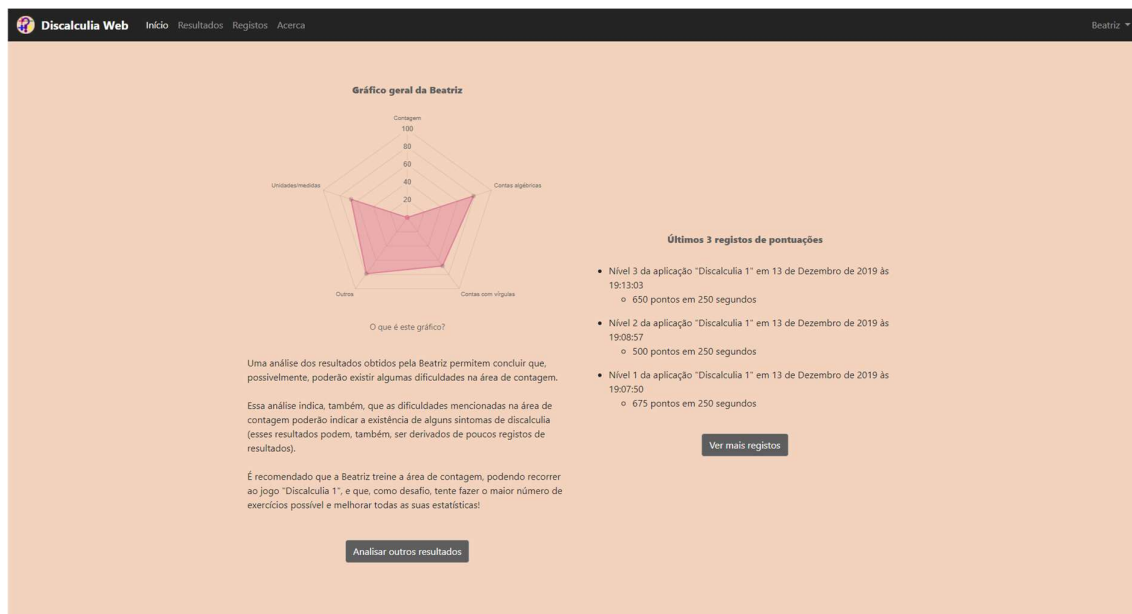 Discalculia Web Início Resultados Registos Acerca Beatriz
Gráfico geral da Beatriz
Contagem
100
80
60
40
20
Unidades/medidas
Contas algébricas
Outros
Contas com vírgulas
O que é este gráfico?
Uma análise dos resultados obtidos pela Beatriz permitem concluir que,
possivelmente, poderão existir algumas dificuldades na área de contagem.
Essa análise indica, também, que as dificuldades mencionadas na área de
contagem poderão indicar a existência de alguns sintomas de discalculia
(esses resultados podem, também, ser derivados de poucos registos de
resultados).
É recomendado que a Beatriz treine a área de contagem, podendo recorrer
ao jogo "Discalculia 1", e que, como desafio, tente fazer o maior número de
exercícios possível e melhorar todas as suas estatísticas!
Analisar outros resultados
Últimos 3 registos de pontuações
Nível 3 da aplicação "Discalculia 1" em 13 de Dezembro de 2019 às
19:13:03
650 pontos em 250 segundos
Nível 2 da aplicação "Discalculia 1" em 13 de Dezembro de 2019 às
19:08:57
500 pontos em 250 segundos
Nível 1 da aplicação "Discalculia 1" em 13 de Dezembro de 2019 às
19:07:50
675 pontos em 250 segundos
Ver mais registos